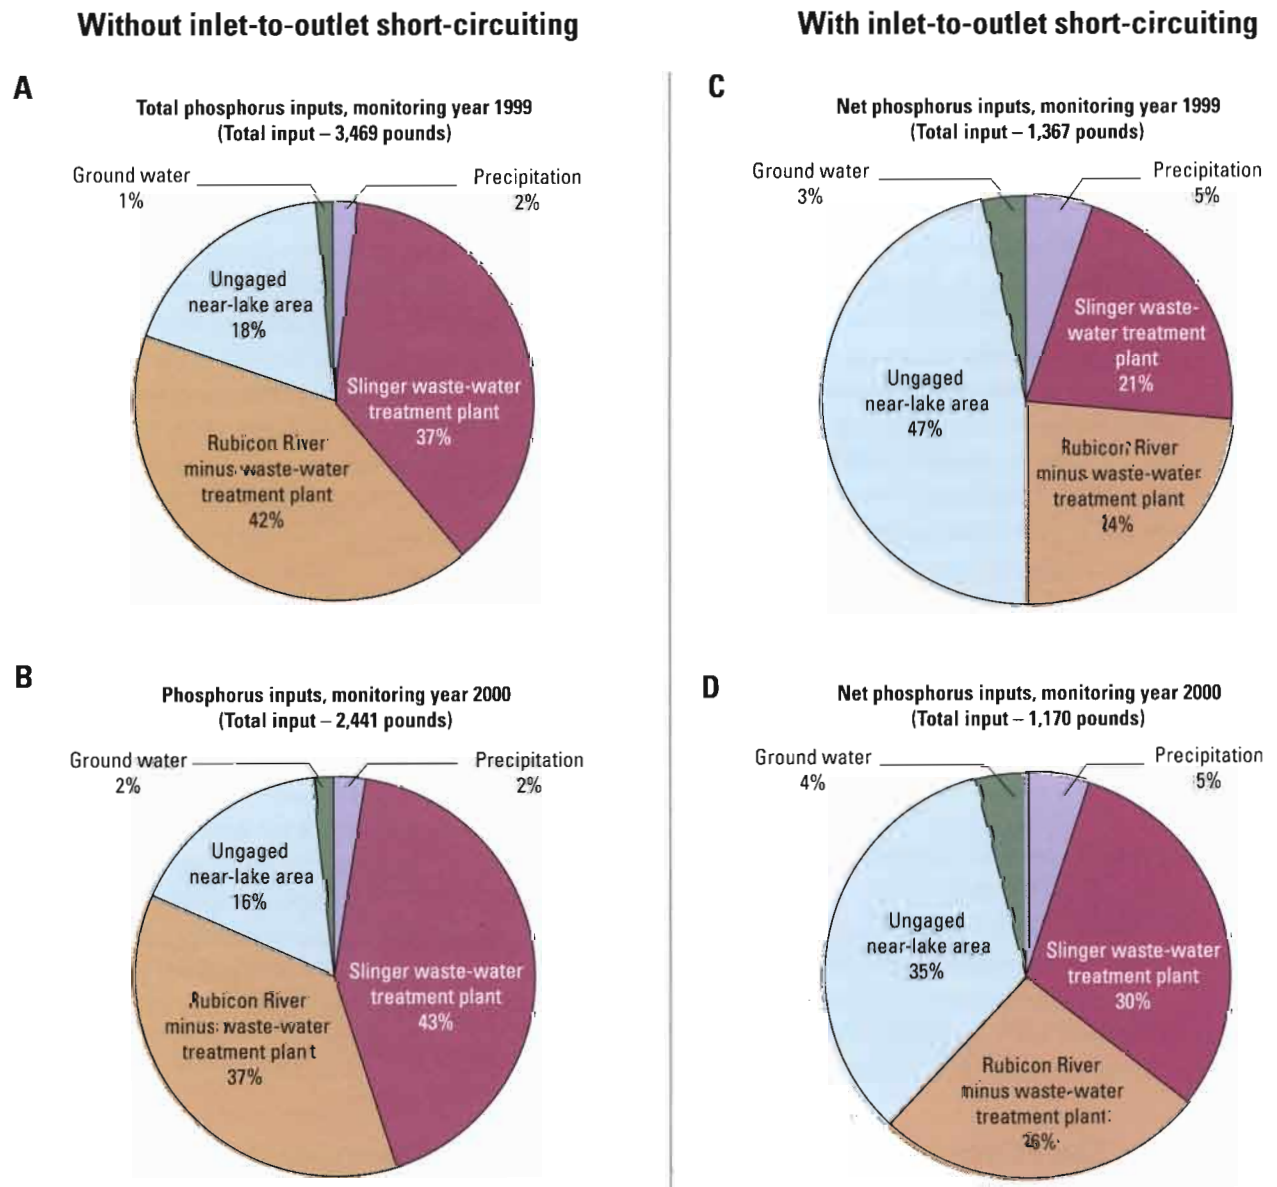 Without inlet-to-outlet short-circuiting
With inlet-to-outlet short-circuiting
A
Total phosphorus inputs, monitoring year 1999
(Total input – 3,469 pounds)
Ground water
1%
Precipitation
2%
Ungaged
near-lake area
18%
Slinger waste-water
treatment plant
37%
Rubicon River
minus waste-water
treatment plant
42%
B
Phosphorus inputs, monitoring year 2000
(Total input – 2,441 pounds)
Ground water
2%
Precipitation
2%
Ungaged
near-lake area
16%
Slinger waste-water
treatment plant
43%
Rubicon River
minus waste-water
treatment plant
37%
C
Net phosphorus inputs, monitoring year 1999
(Total input – 1,367 pounds)
Ground water
3%
Precipitation
5%
Slinger waste-
water treatment
plant
21%
Ungaged
near-lake area
47%
Rubicon River
minus waste-water
treatment plant
D
Net phosphorus inputs, monitoring year 2000
(Total input – 1,170 pounds)
Ground water
4%
Precipitation
5%
Ungaged
near-lake area
35%
Slinger waste-water
treatment plant
30%
Rubicon River
minus waste-water
treatment plant
26%